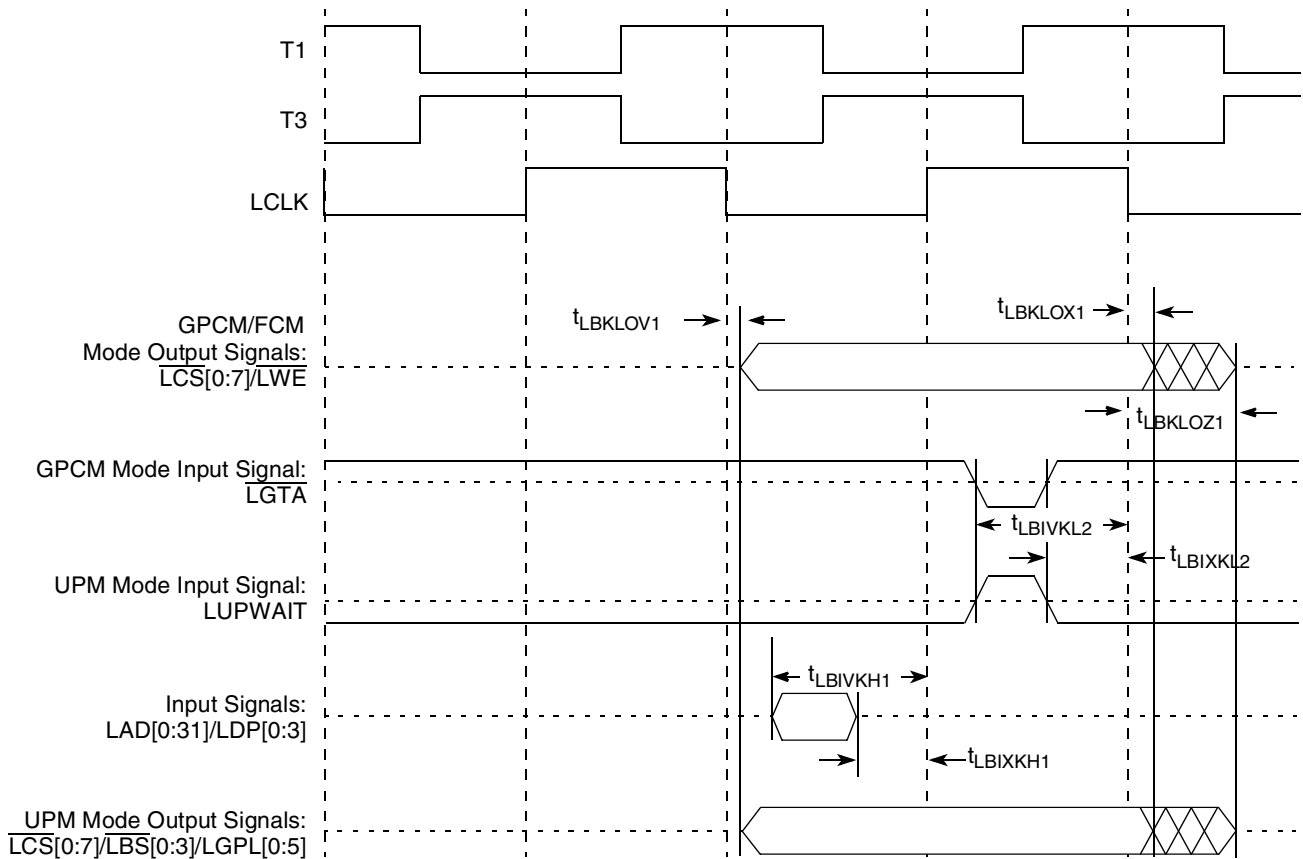 T1
T3
LCLK
tLBKLOV1
tLBKLOX1
GPCM/FCM
Mode Output Signals:
LCS[0:7]/LWE
tLBKLOZ1
GPCM Mode Input Signal:
LGTA
tLBIVKL2
tLBIXKL2
UPM Mode Input Signal:
LUPWAIT
tLBIVKH1
Input Signals:
LAD[0:31]/LDP[0:3]
tLBIXKH1
UPM Mode Output Signals:
LCS[0:7]/LBS[0:3]/LGPL[0:5]